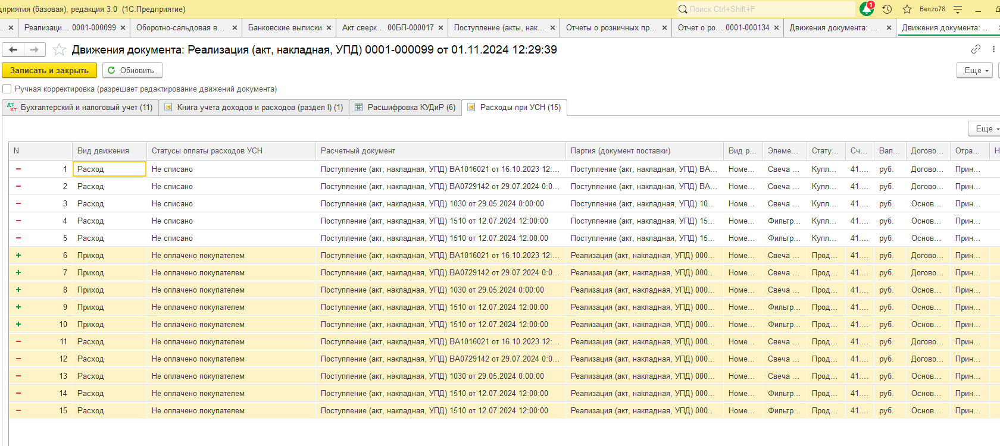 дприятия (базовая), редакция 3.0 (1С:Предприятие) Поиск Ctrl+Shift+F 1 Benzo78
... Реализаци... 0001-000099 Оборотно-сальдовая в... Банковские выписки Акт сверк... 00БП-000017 Поступление (акты, нак... Отчеты о розничных пр... Отчет о ро... 0001-000134 Движения документа: ... Движения документа: ...
Движения документа: Реализация (акт, накладная, УПД) 0001-000099 от 01.11.2024 12:29:39
Записать и закрыть Обновить Еще
Ручная корректировка (разрешает редактирование движений документа)
Дт Кт Бухгалтерский и налоговый учет (11) Книга учета доходов и расходов (раздел I) (1) Расшифровка КУДиР (6) Расходы при УСН (15)
Еще
N Вид движения Статусы оплаты расходов УСН Расчетный документ Партия (документ поставки) Вид р... Элеме... Стату... Сч... Вал... Догово... Отра... Н
1 Расход Не списано Поступление (акт, накладная, УПД) ВА1016021 от 16.10.2023 12:... Поступление (акт, накладная, УПД) ВА... Номе... Свеча ... Купл... 41.... руб. Догово... Прин...
2 Расход Не списано Поступление (акт, накладная, УПД) ВА0729142 от 29.07.2024 0:0... Поступление (акт, накладная, УПД) ВА... Номе... Свеча ... Купл... 41.... руб. Догово... Прин...
3 Расход Не списано Поступление (акт, накладная, УПД) 1030 от 29.05.2024 0:00:00 Поступление (акт, накладная, УПД) 10... Номе... Свеча ... Купл... 41.... руб. Основ... Прин...
4 Расход Не списано Поступление (акт, накладная, УПД) 1510 от 12.07.2024 12:00:00 Поступление (акт, накладная, УПД) 15... Номе... Фильтр... Купл... 41.... руб. Основ... Прин...
5 Расход Не списано Поступление (акт, накладная, УПД) 1510 от 12.07.2024 12:00:00 Поступление (акт, накладная, УПД) 15... Номе... Фильтр... Купл... 41.... руб. Основ... Прин...
6 Приход Не оплачено покупателем Поступление (акт, накладная, УПД) ВА1016021 от 16.10.2023 12:... Реализация (акт, накладная, УПД) 000... Номе... Свеча ... Прод... 41.... руб. Догово... Прин...
7 Приход Не оплачено покупателем Поступление (акт, накладная, УПД) ВА0729142 от 29.07.2024 0:0... Реализация (акт, накладная, УПД) 000... Номе... Свеча ... Прод... 41.... руб. Догово... Прин...
8 Приход Не оплачено покупателем Поступление (акт, накладная, УПД) 1030 от 29.05.2024 0:00:00 Реализация (акт, накладная, УПД) 000... Номе... Свеча ... Прод... 41.... руб. Основ... Прин...
9 Приход Не оплачено покупателем Поступление (акт, накладная, УПД) 1510 от 12.07.2024 12:00:00 Реализация (акт, накладная, УПД) 000... Номе... Фильтр... Прод... 41.... руб. Основ... Прин...
10 Приход Не оплачено покупателем Поступление (акт, накладная, УПД) 1510 от 12.07.2024 12:00:00 Реализация (акт, накладная, УПД) 000... Номе... Фильтр... Прод... 41.... руб. Основ... Прин...
11 Расход Не оплачено покупателем Поступление (акт, накладная, УПД) ВА1016021 от 16.10.2023 12:... Реализация (акт, накладная, УПД) 000... Номе... Свеча ... Прод... 41.... руб. Догово... Прин...
12 Расход Не оплачено покупателем Поступление (акт, накладная, УПД) ВА0729142 от 29.07.2024 0:0... Реализация (акт, накладная, УПД) 000... Номе... Свеча ... Прод... 41.... руб. Догово... Прин...
13 Расход Не оплачено покупателем Поступление (акт, накладная, УПД) 1030 от 29.05.2024 0:00:00 Реализация (акт, накладная, УПД) 000... Номе... Свеча ... Прод... 41.... руб. Основ... Прин...
14 Расход Не оплачено покупателем Поступление (акт, накладная, УПД) 1510 от 12.07.2024 12:00:00 Реализация (акт, накладная, УПД) 000... Номе... Фильтр... Прод... 41.... руб. Основ... Прин...
15 Расход Не оплачено покупателем Поступление (акт, накладная, УПД) 1510 от 12.07.2024 12:00:00 Реализация (акт, накладная, УПД) 000... Номе... Фильтр... Прод... 41.... руб. Основ... Прин...